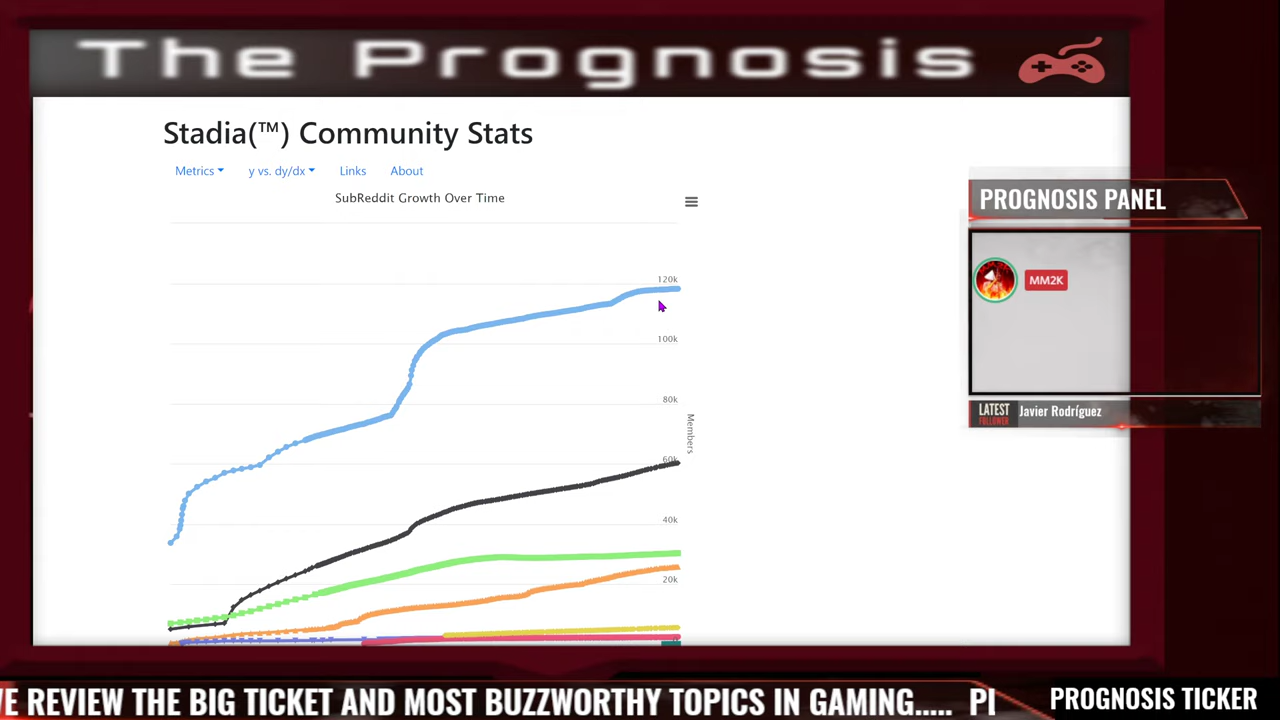 The Prognosis
Stadia(™) Community Stats
Metrics y vs. dy/dx Links About
SubReddit Growth Over Time
120k
100k
80k
60k
40k
20k
Members
PROGNOSIS PANEL
MM2K
LATEST FOLLOWER Javier Rodríguez
VE REVIEW THE BIG TICKET AND MOST BUZZWORTHY TOPICS IN GAMING..... PI
PROGNOSIS TICKER